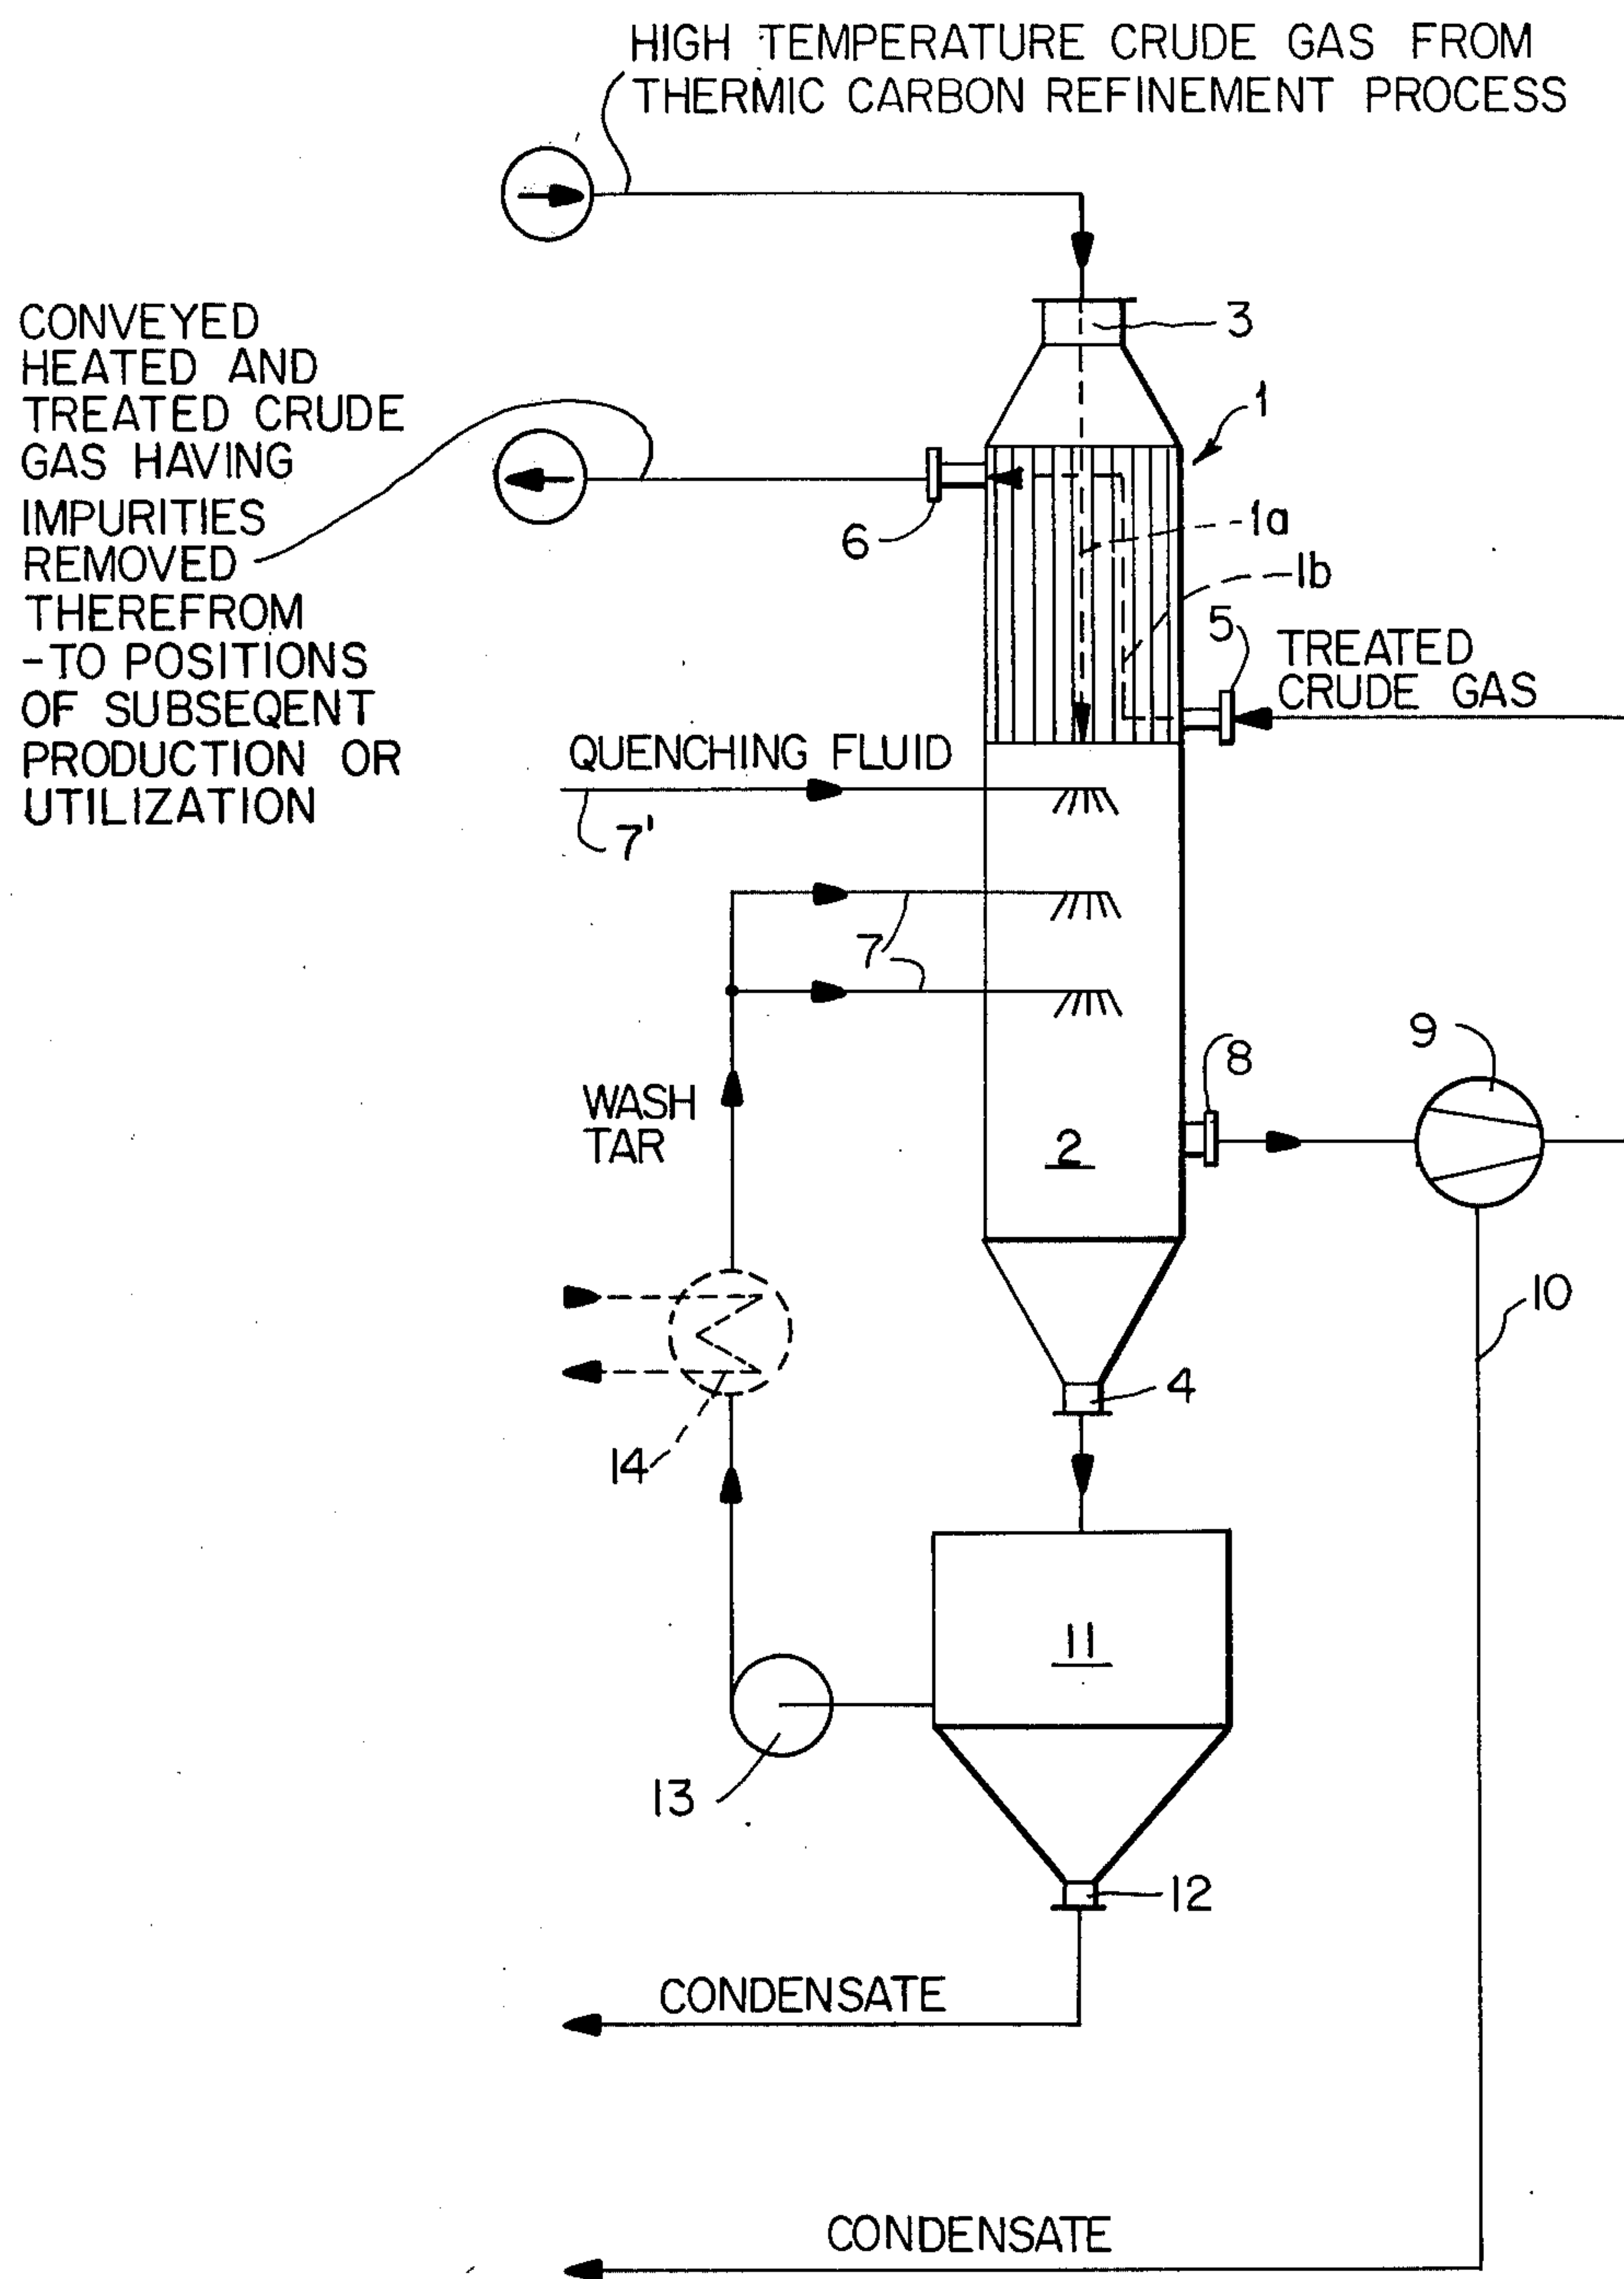 HIGH TEMPERATURE CRUDE GAS FROM
THERMIC CARBON REFINEMENT PROCESS
CONVEYED
HEATED AND
TREATED CRUDE
GAS HAVING
IMPURITIES
REMOVED
THEREFROM
-TO POSITIONS
OF SUBSEQENT
PRODUCTION OR
UTILIZATION
3
1
6
1a
1b
5
TREATED
CRUDE GAS
QUENCHING FLUID
7'
7
WASH
TAR
8
9
2
10
4
14
11
13
12
CONDENSATE
CONDENSATE